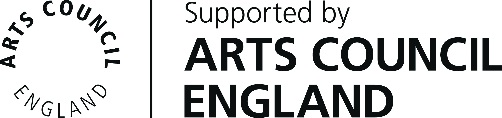 ARTS COUNCIL
ENGLAND
Supported by
ARTS COUNCIL
ENGLAND